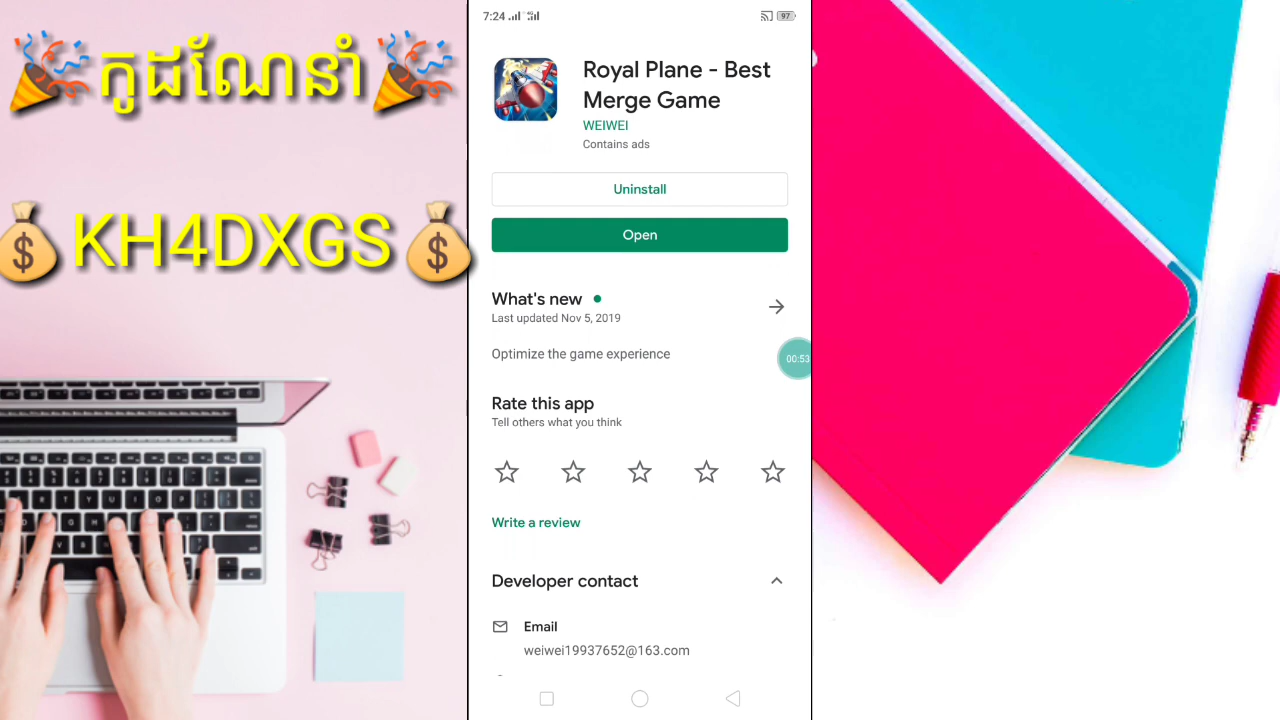 កូដណែនាំ
KH4DXGS
7:24
97
Royal Plane - Best
Merge Game
WEIWEI
Contains ads
Uninstall
Open
What's new
Last updated Nov 5, 2019
Optimize the game experience
00:53
Rate this app
Tell others what you think
Write a review
Developer contact
Email
weiwei19937652@163.com